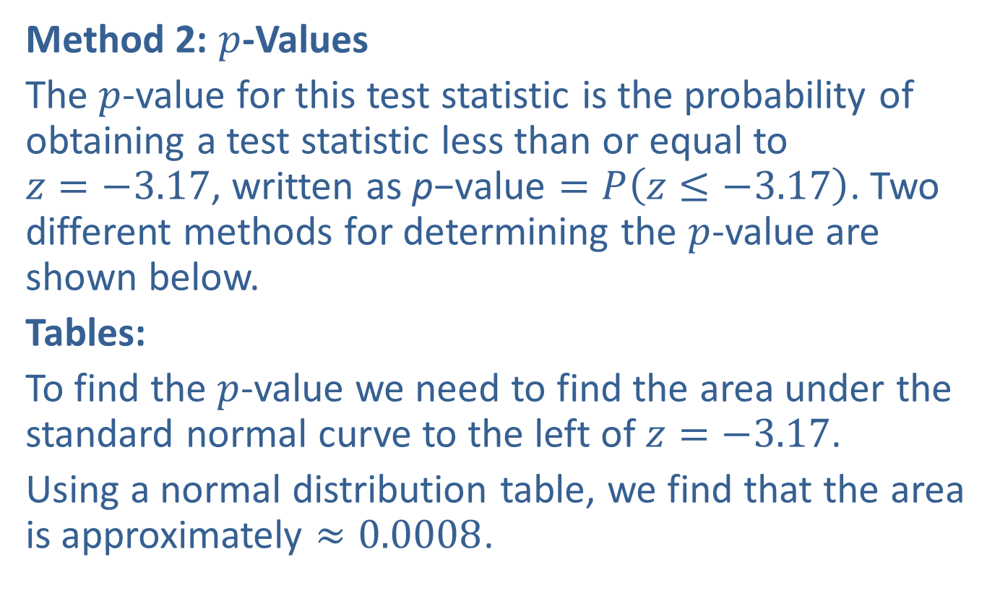 Method 2: p-Values
The p-value for this test statistic is the probability of
obtaining a test statistic less than or equal to
z = −3.17, written as p−value = P(z ≤ −3.17). Two
different methods for determining the p-value are
shown below.
Tables:
To find the p-value we need to find the area under the
standard normal curve to the left of z = −3.17.
Using a normal distribution table, we find that the area
is approximately ≈ 0.0008.